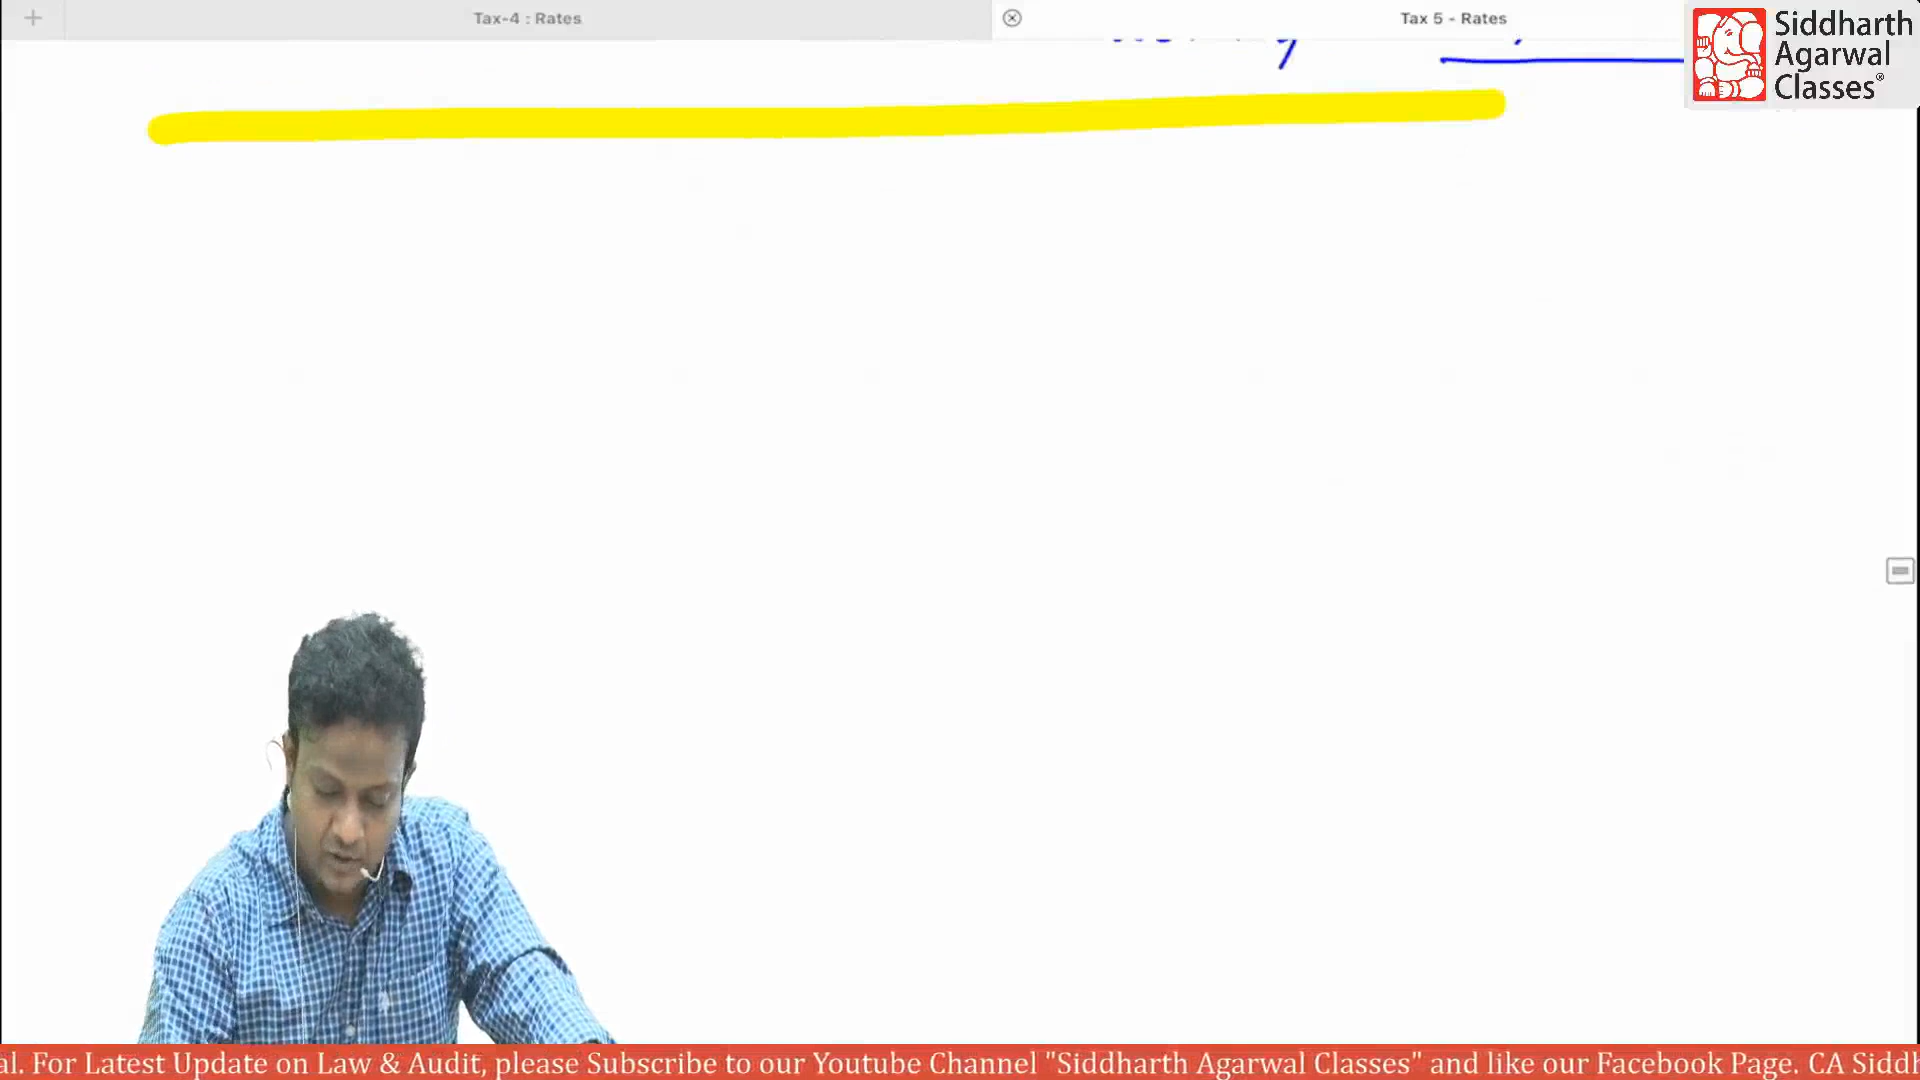 Tax-4 : Rates
Tax 5 - Rates
Siddharth
Agarwal
Classes®
al. For Latest Update on Law & Audit, please Subscribe to our Youtube Channel "Siddharth Agarwal Classes" and like our Facebook Page. CA Siddh